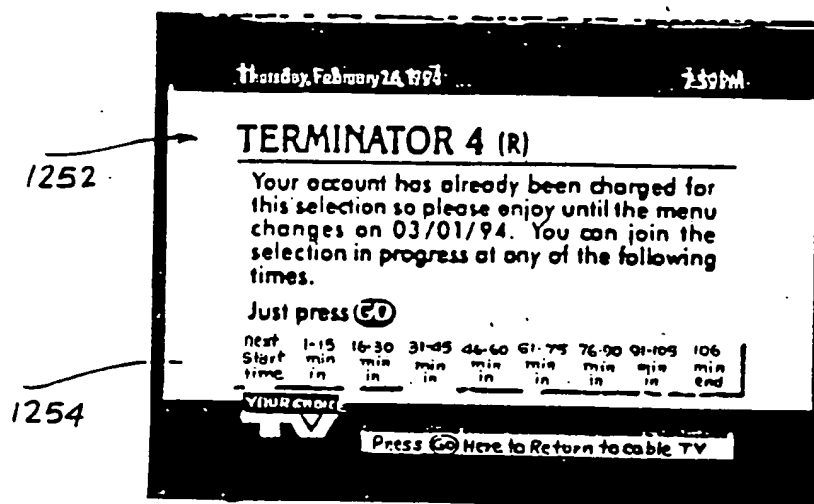 Thursday, February 24, 1994 7:59PM
TERMINATOR 4 (R)
1252
Your account has already been charged for
this selection so please enjoy until the menu
changes on 03/01/94. You can join the
selection in progress at any of the following
times.
Just press GO
next 1-15 16-30 31-45 46-60 61-75 76-90 91-105 106
start min min min min min min min min
time in in in in in in in end
1254
YOUR CHOICE
TV
Press GO Here to Return to cable TV